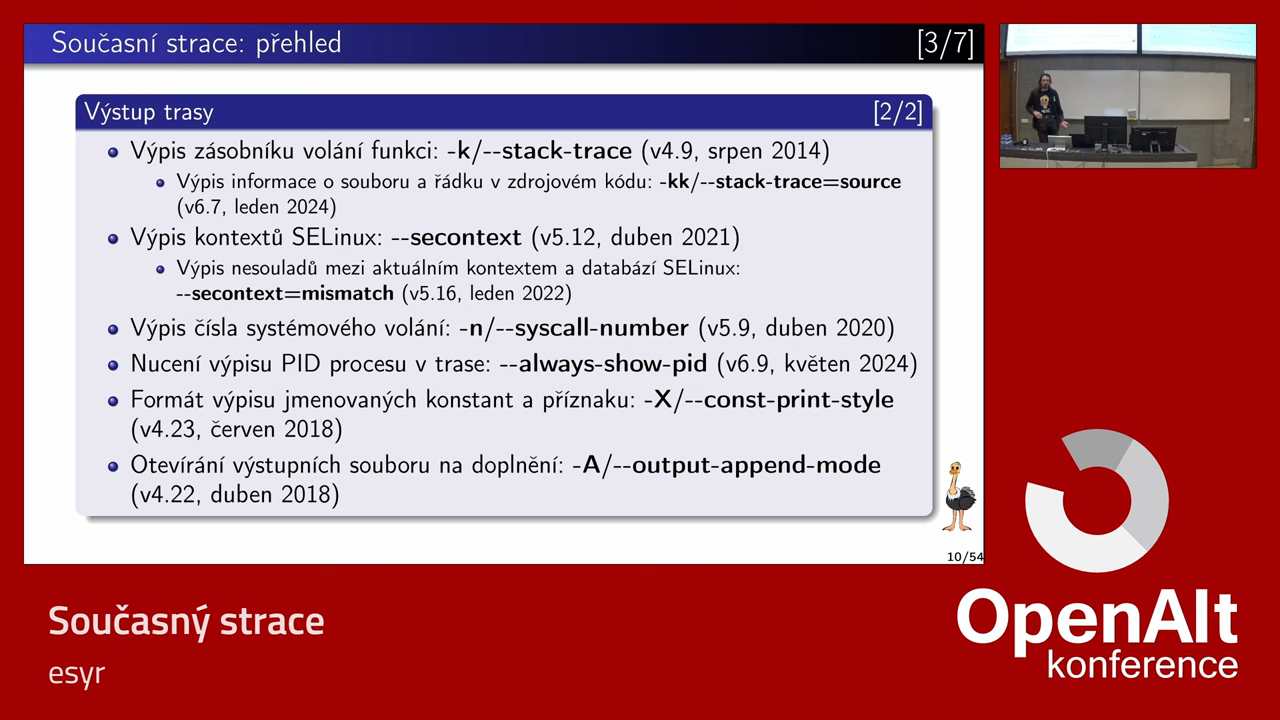 Současní strace: přehled [3/7]
Výstup trasy [2/2]
Výpis zásobníku volání funkci: -k/--stack-trace (v4.9, srpen 2014)
Výpis informace o souboru a řádku v zdrojovém kódu: -kk/--stack-trace=source
(v6.7, leden 2024)
Výpis kontextů SELinux: --secontext (v5.12, duben 2021)
Výpis nesouladů mezi aktuálním kontextem a databází SELinux:
--secontext=mismatch (v5.16, leden 2022)
Výpis čísla systémového volání: -n/--syscall-number (v5.9, duben 2020)
Nucení výpisu PID procesu v trase: --always-show-pid (v6.9, květen 2024)
Formát výpisu jmenovaných konstant a příznaku: -X/--const-print-style
(v4.23, červen 2018)
Otevírání výstupních souboru na doplnění: -A/--output-append-mode
(v4.22, duben 2018)
10/54
Současný strace
esyr
OpenAlt
konference